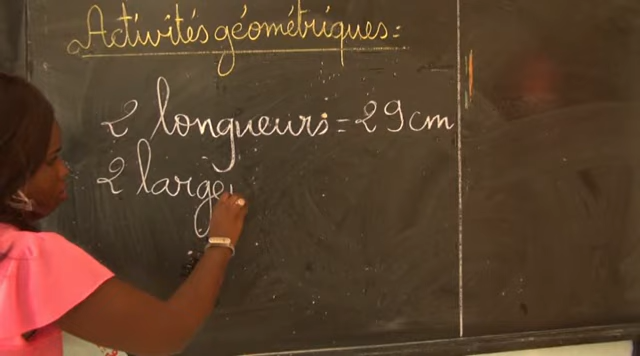 Activités géométriques:
2 longueurs = 29cm
2 large